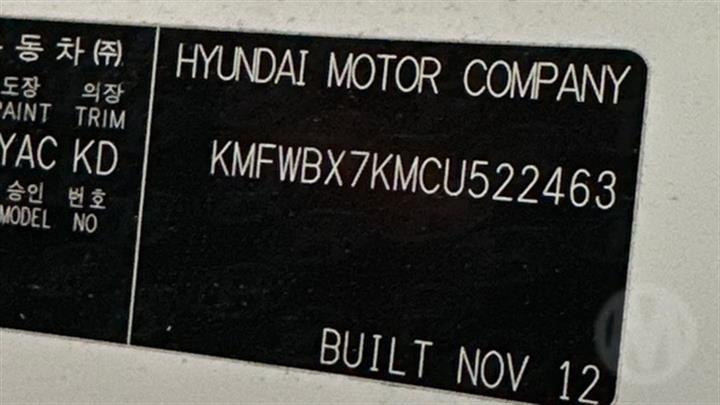 동차 ㈜
도장 의장
PAINT TRIM
YAC KD
승인 번호
MODEL NO
HYUNDAI MOTOR COMPANY
KMFWBX7KMCU522463
BUILT NOV 12